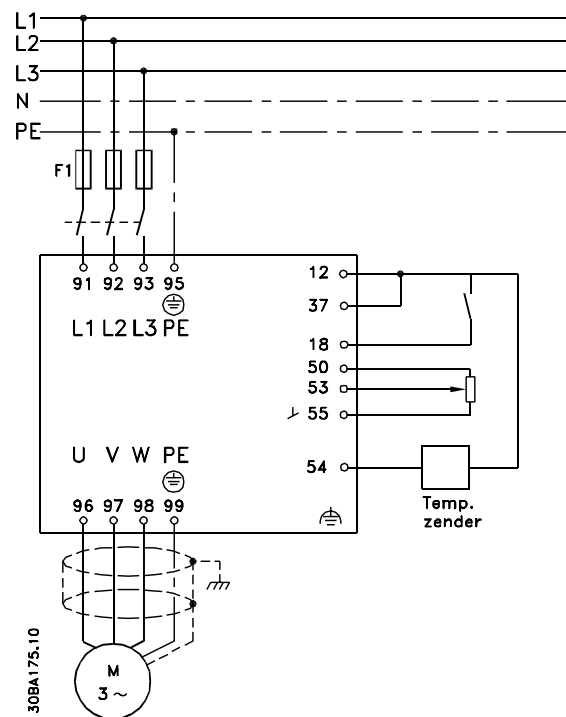 L1
L2
L3
N
PE
F1
91 92 93 95
L1 L2 L3 PE
12
37
18
50
53
55
54
Temp.
zender
U V W PE
96 97 98 99
M
3 ~
30BA175.10